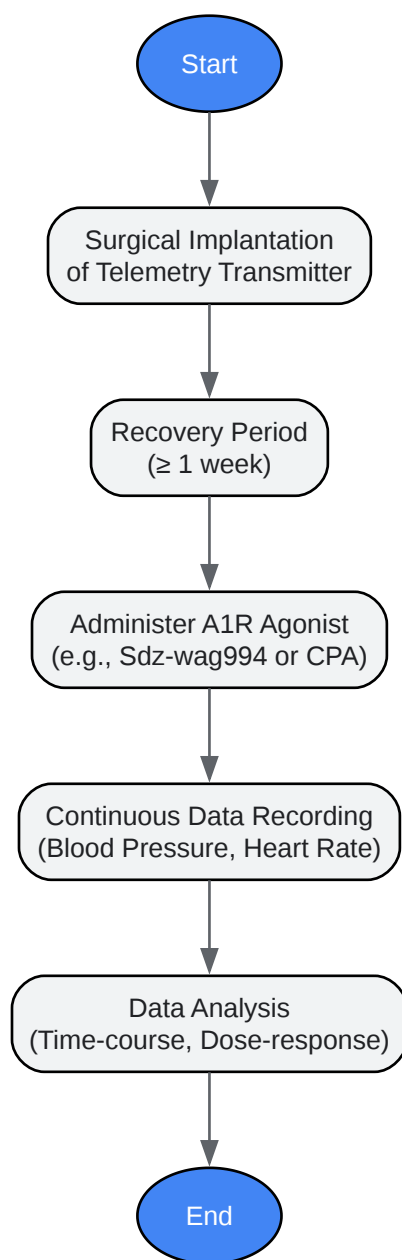 Start
Surgical Implantation
of Telemetry Transmitter
Recovery Period
(≥ 1 week)
Administer A1R Agonist
(e.g., Sdz-wag994 or CPA)
Continuous Data Recording
(Blood Pressure, Heart Rate)
Data Analysis
(Time-course, Dose-response)
End